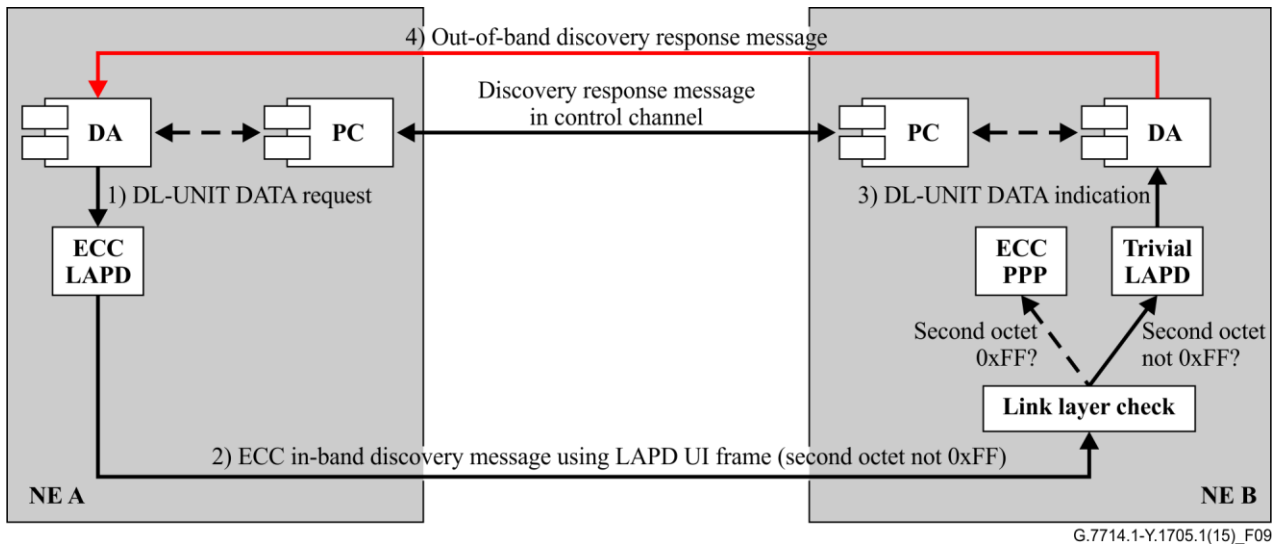 4) Out-of-band discovery response message
Discovery response message
in control channel
DA
PC
PC
DA
1) DL-UNIT DATA request
3) DL-UNIT DATA indication
ECC
LAPD
ECC
PPP
Trivial
LAPD
Second octet
0xFF?
Second octet
not 0xFF?
Link layer check
2) ECC in-band discovery message using LAPD UI frame (second octet not 0xFF)
NE A
NE B
G.7714.1-Y.1705.1(15)_F09